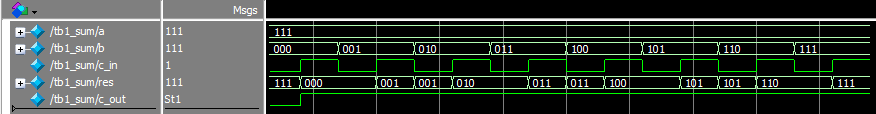 Msgs
/tb1_sum/a 111 111
/tb1_sum/b 111 000 001 010 011 100 101 110 111
/tb1_sum/c_in 1
/tb1_sum/res 111 111 000 001 001 010 011 011 100 101 101 110 111
/tb1_sum/c_out St1